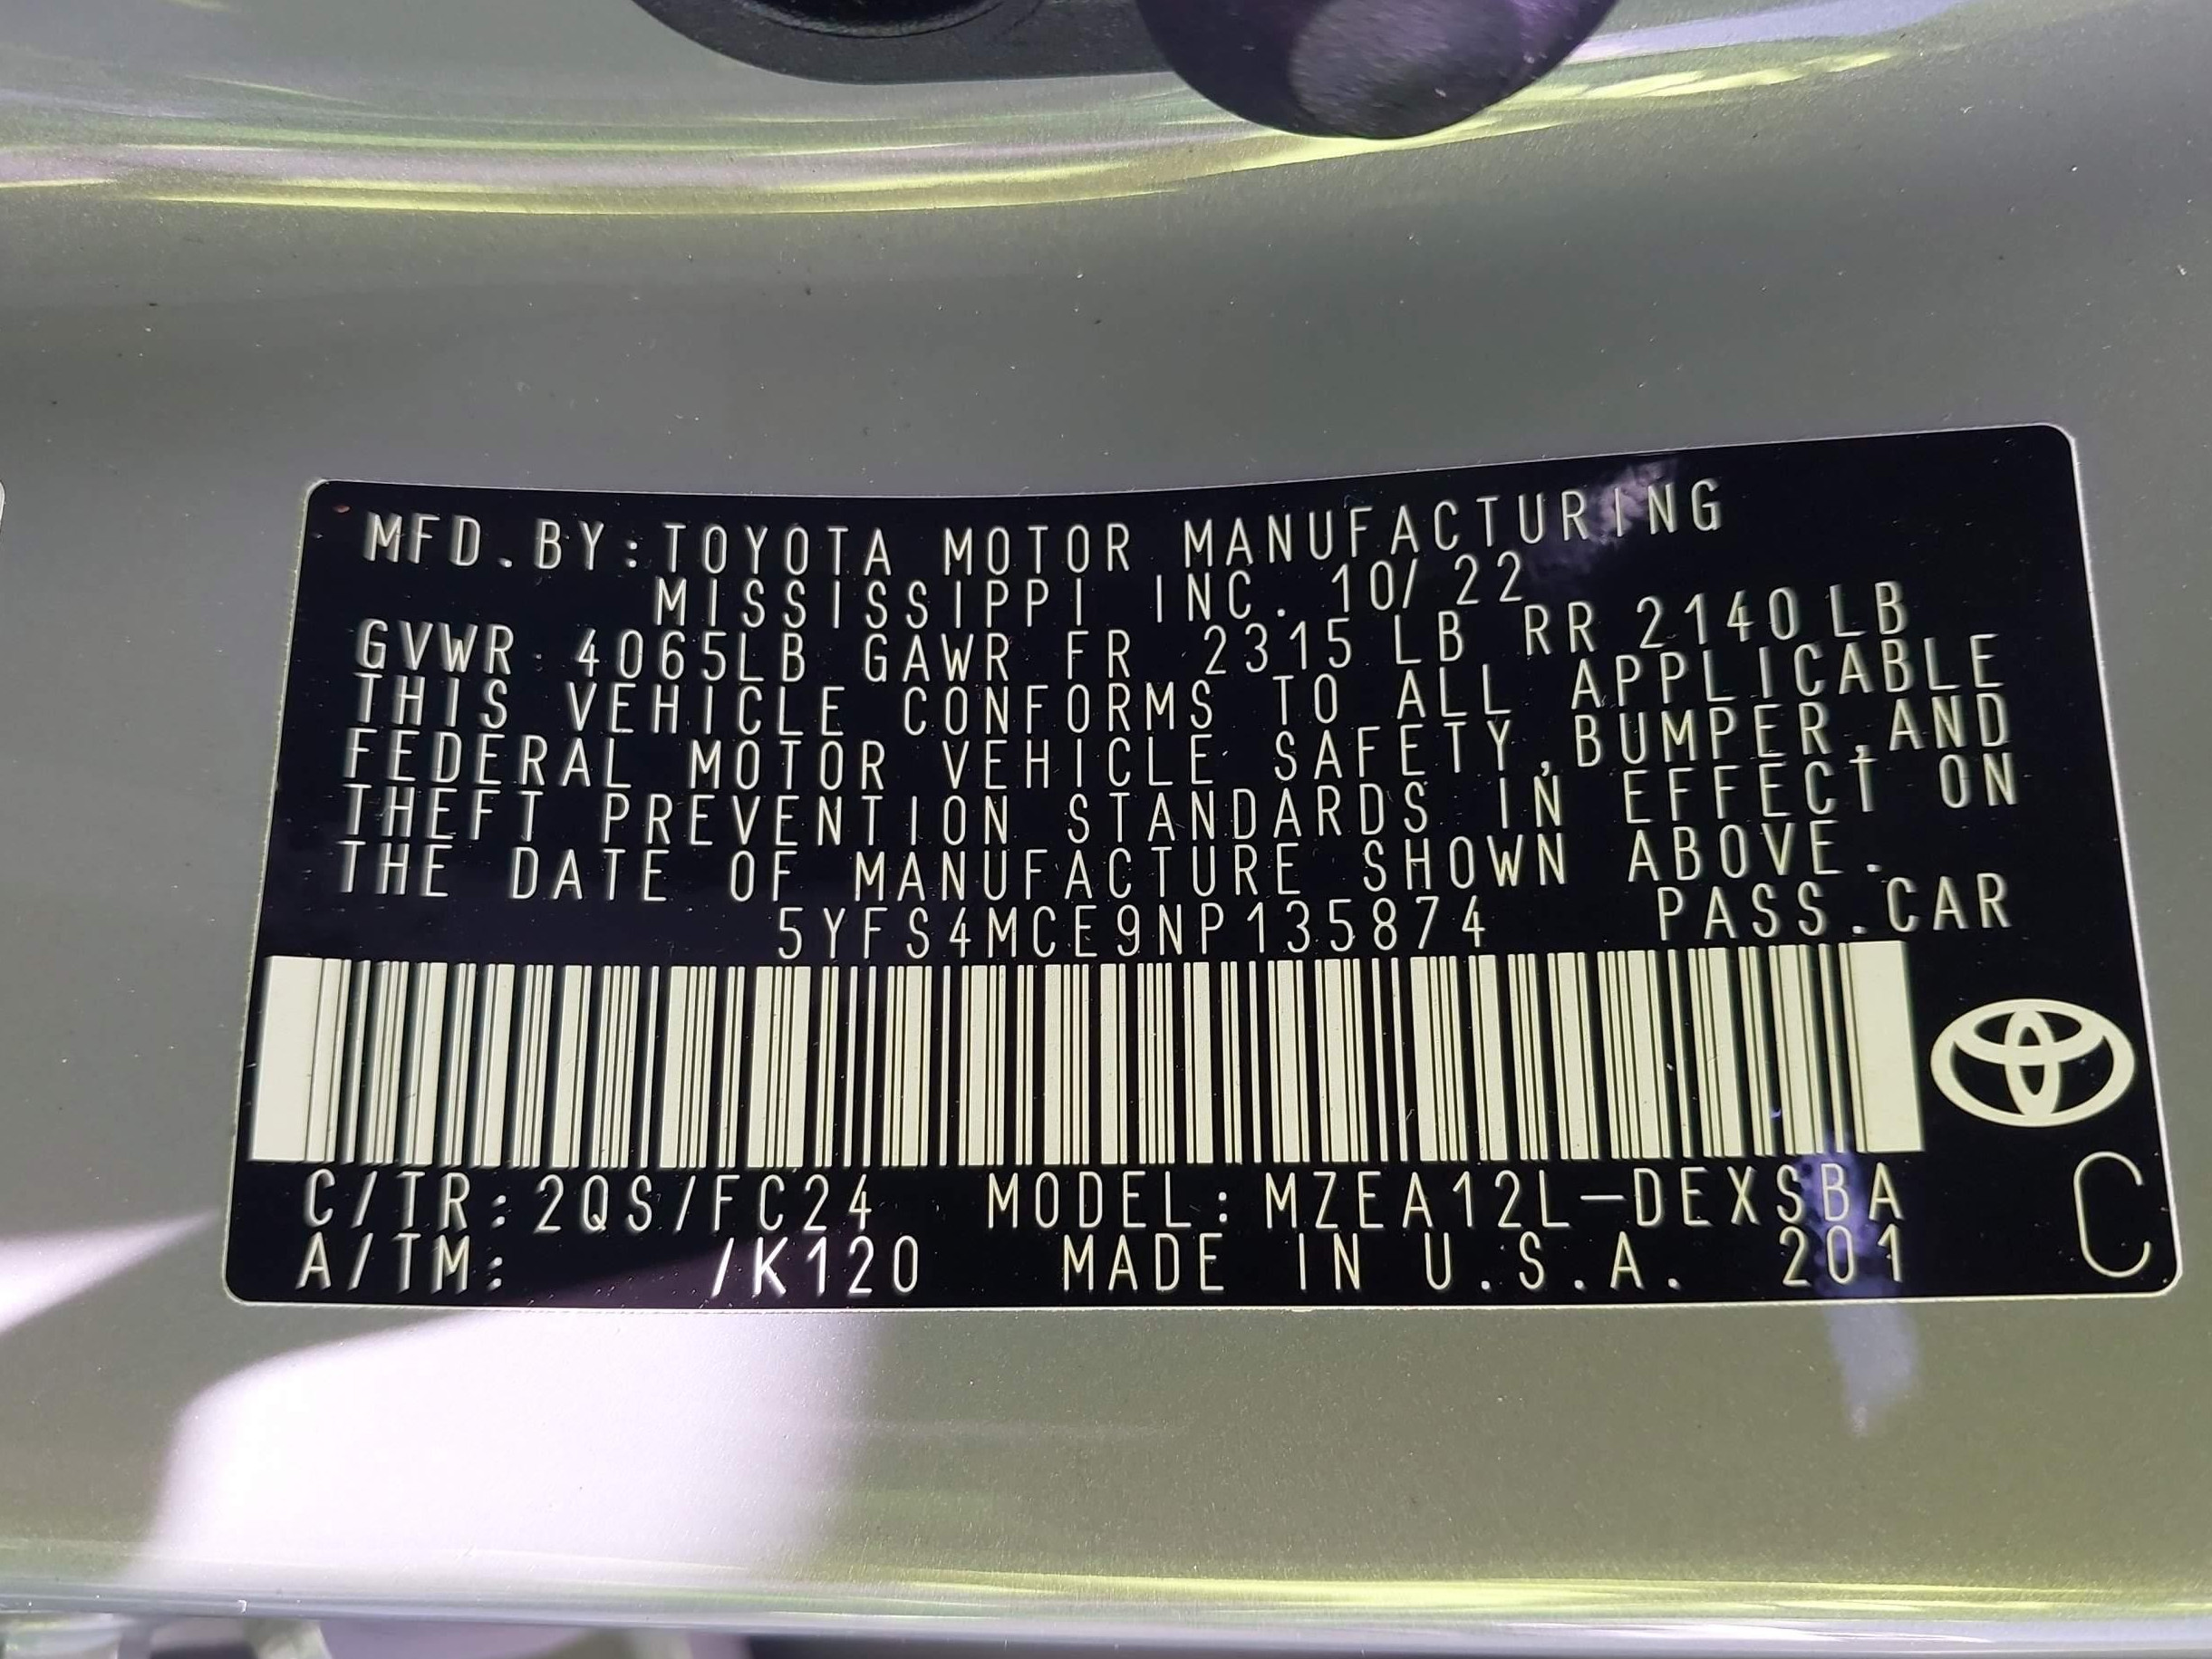 MFD.BY:TOYOTA MOTOR MANUFACTURING
MISSISSIPPI INC. 10/22
GVWR 4065LB GAWR FR 2315 LB RR 2140LB
THIS VEHICLE CONFORMS TO ALL APPLICABLE
FEDERAL MOTOR VEHICLE SAFETY,BUMPER,AND
THEFT PREVENTION STANDARDS IN EFFECT ON
THE DATE OF MANUFACTURE SHOWN ABOVE.
5YFS4MCE9NP135874 PASS.CAR
C/TR:2QS/FC24 MODEL:MZEA12L-DEXSBA
A/TM: /K120 MADE IN U.S.A. 201
C